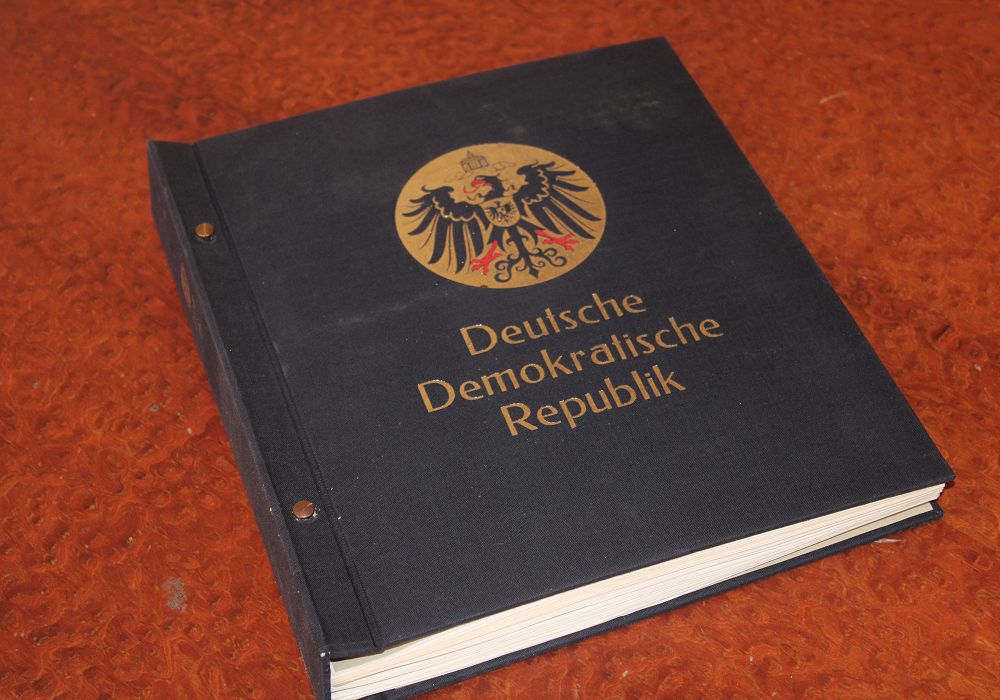 Deutsche
Demokratische
Republik